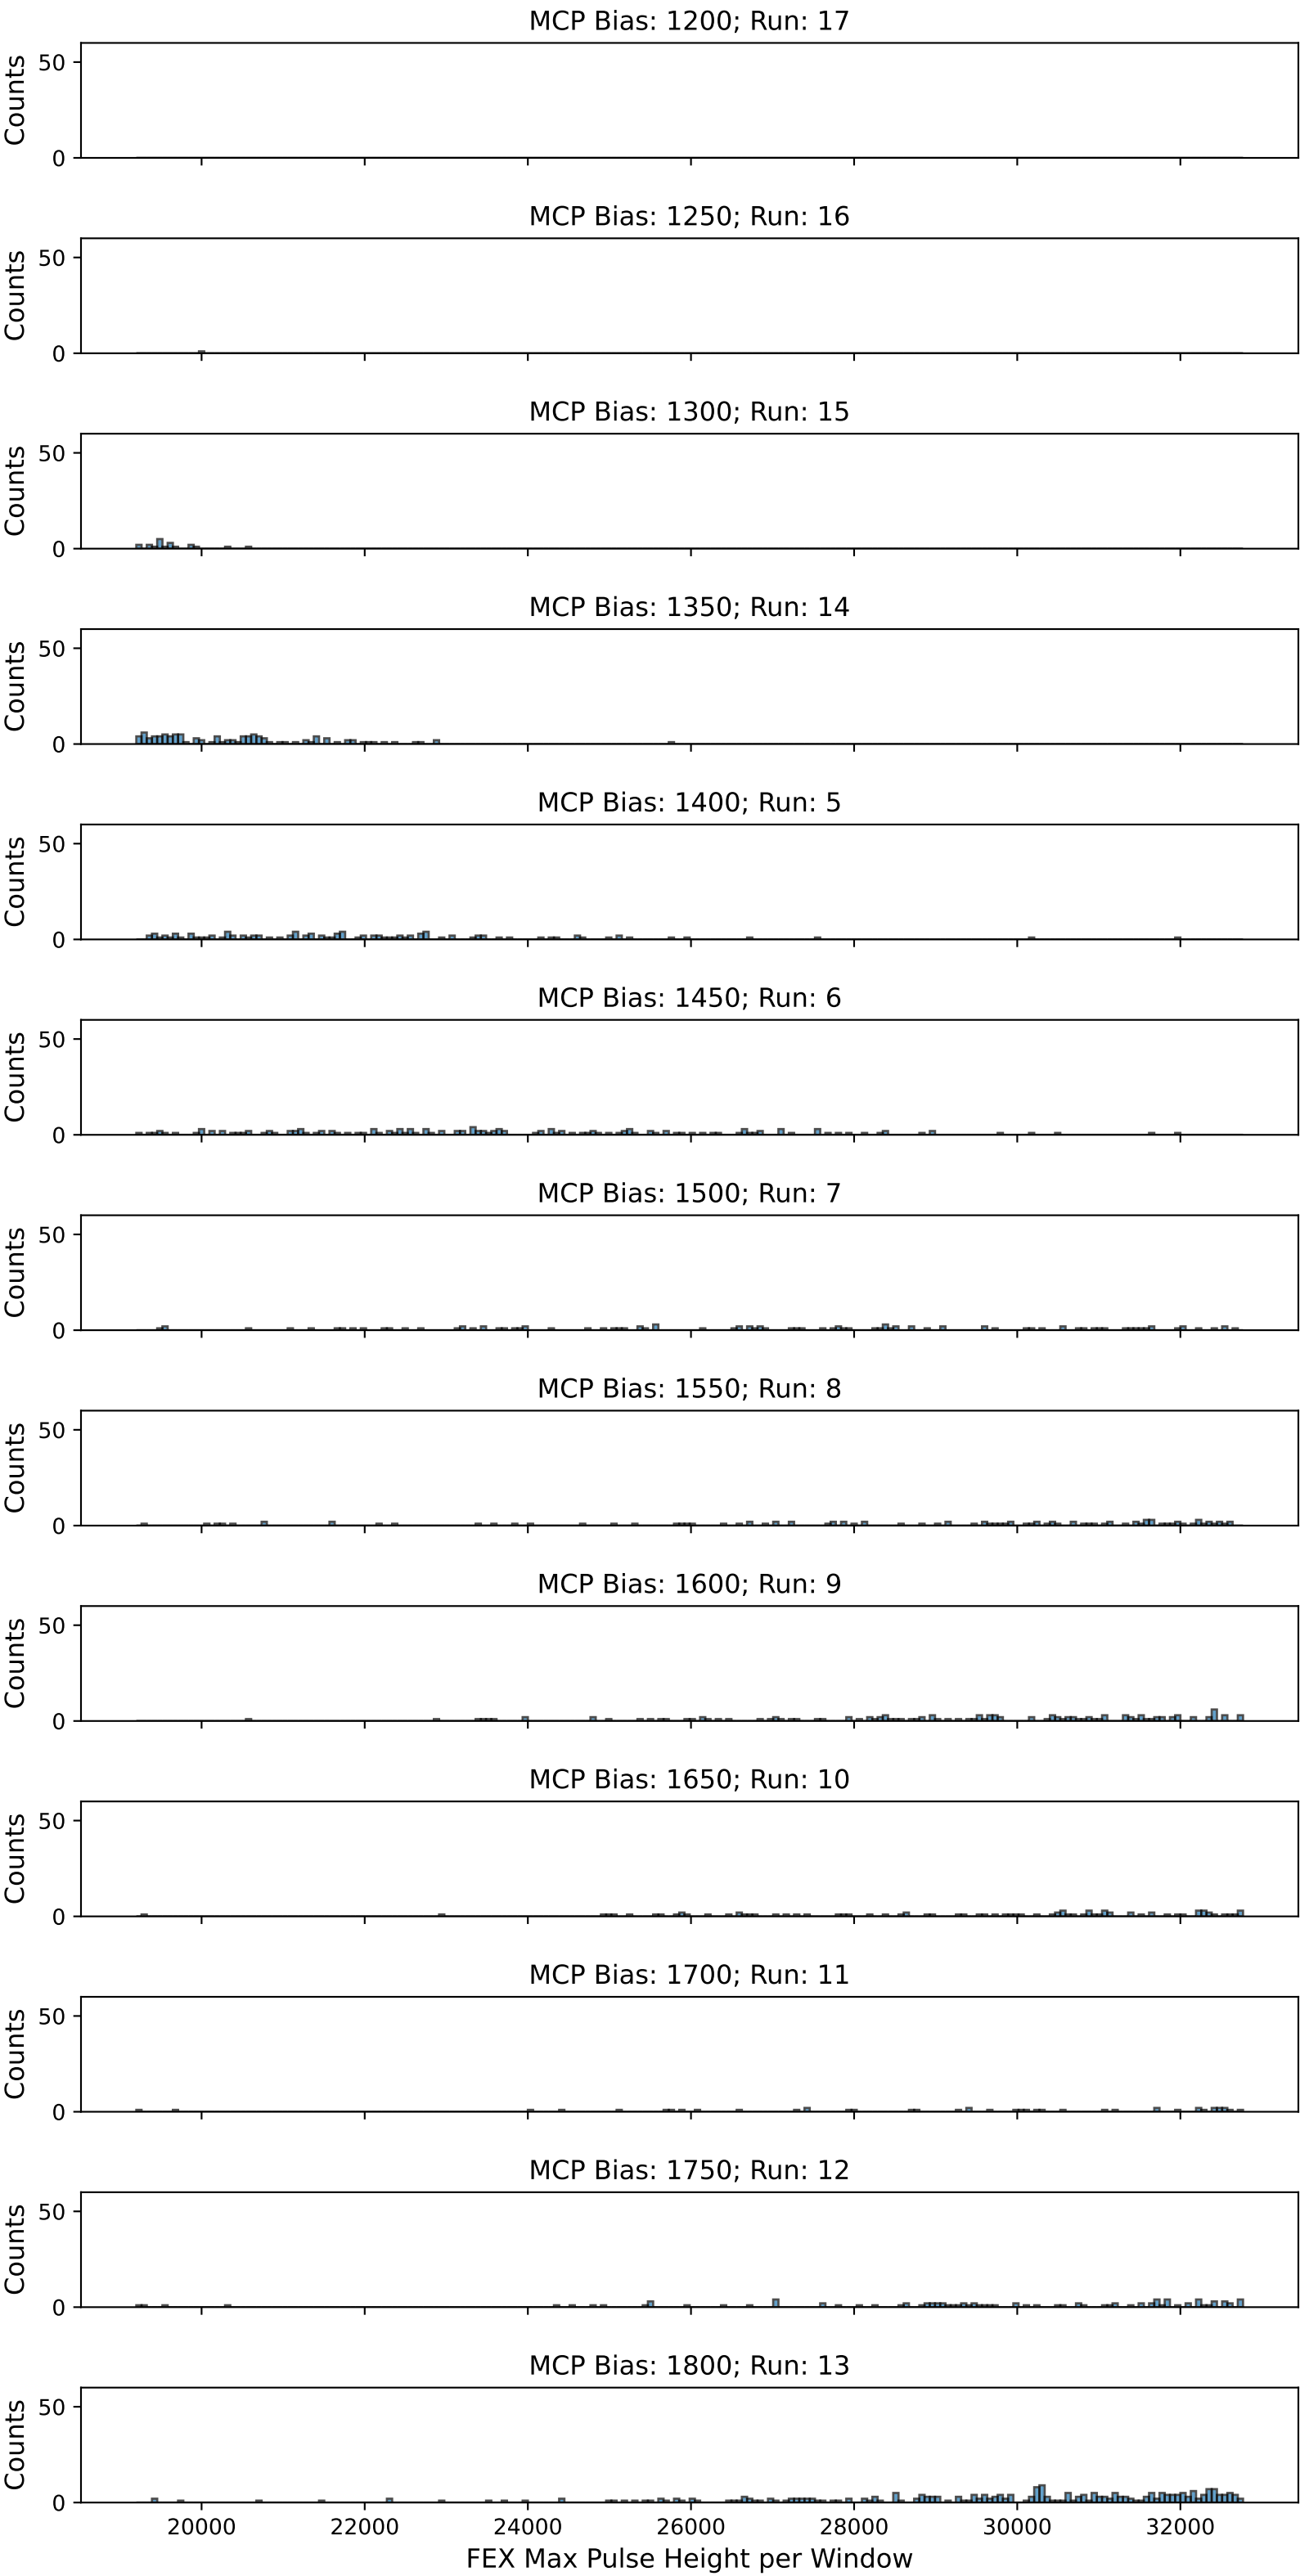 MCP Bias: 1200; Run: 17
50
Counts
0
MCP Bias: 1250; Run: 16
50
Counts
0
MCP Bias: 1300; Run: 15
50
Counts
0
MCP Bias: 1350; Run: 14
50
Counts
0
MCP Bias: 1400; Run: 5
50
Counts
0
MCP Bias: 1450; Run: 6
50
Counts
0
MCP Bias: 1500; Run: 7
50
Counts
0
MCP Bias: 1550; Run: 8
50
Counts
0
MCP Bias: 1600; Run: 9
50
Counts
0
MCP Bias: 1650; Run: 10
50
Counts
0
MCP Bias: 1700; Run: 11
50
Counts
0
MCP Bias: 1750; Run: 12
50
Counts
0
MCP Bias: 1800; Run: 13
50
Counts
0
20000 22000 24000 26000 28000 30000 32000
FEX Max Pulse Height per Window